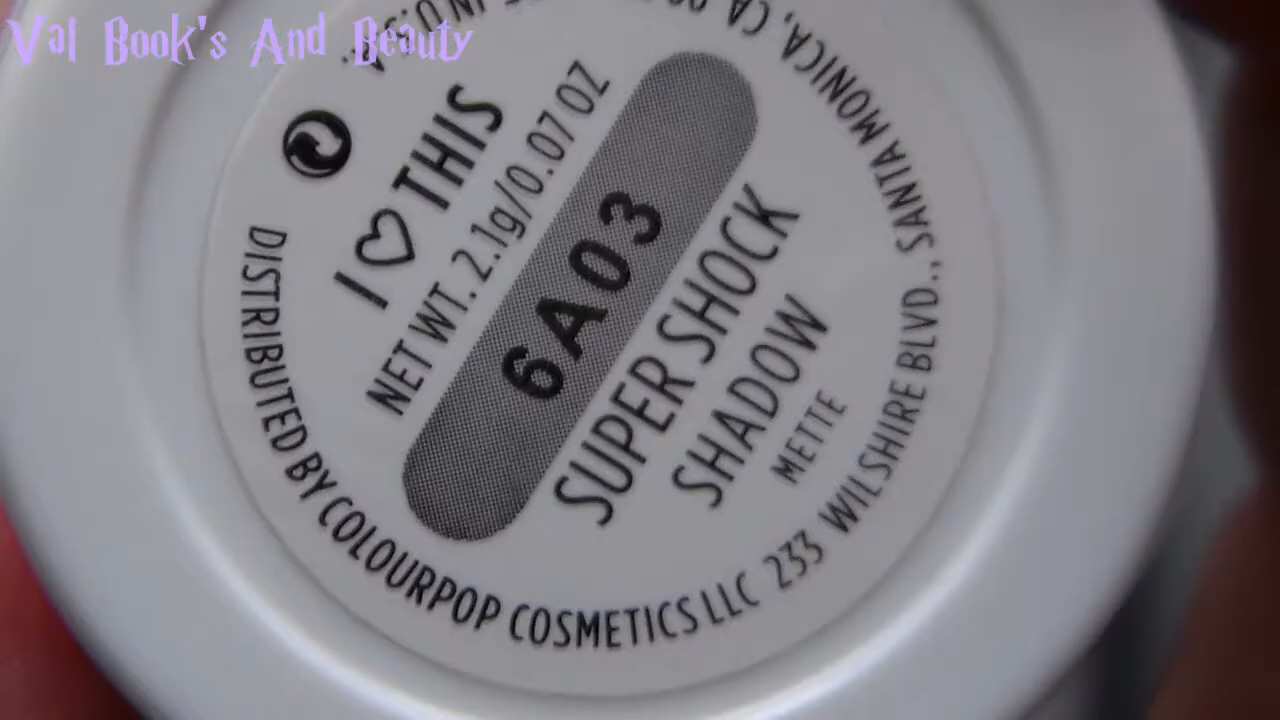 Val Book's And Beauty
I ♡ THIS
NET WT. 2.1g/0.07 OZ
6A03
SUPER SHOCK
SHADOW
METTE
DISTRIBUTED BY COLOURPOP COSMETICS LLC 233 WILSHIRE BLVD., SANTA MONICA, CA
IN U.S.A.